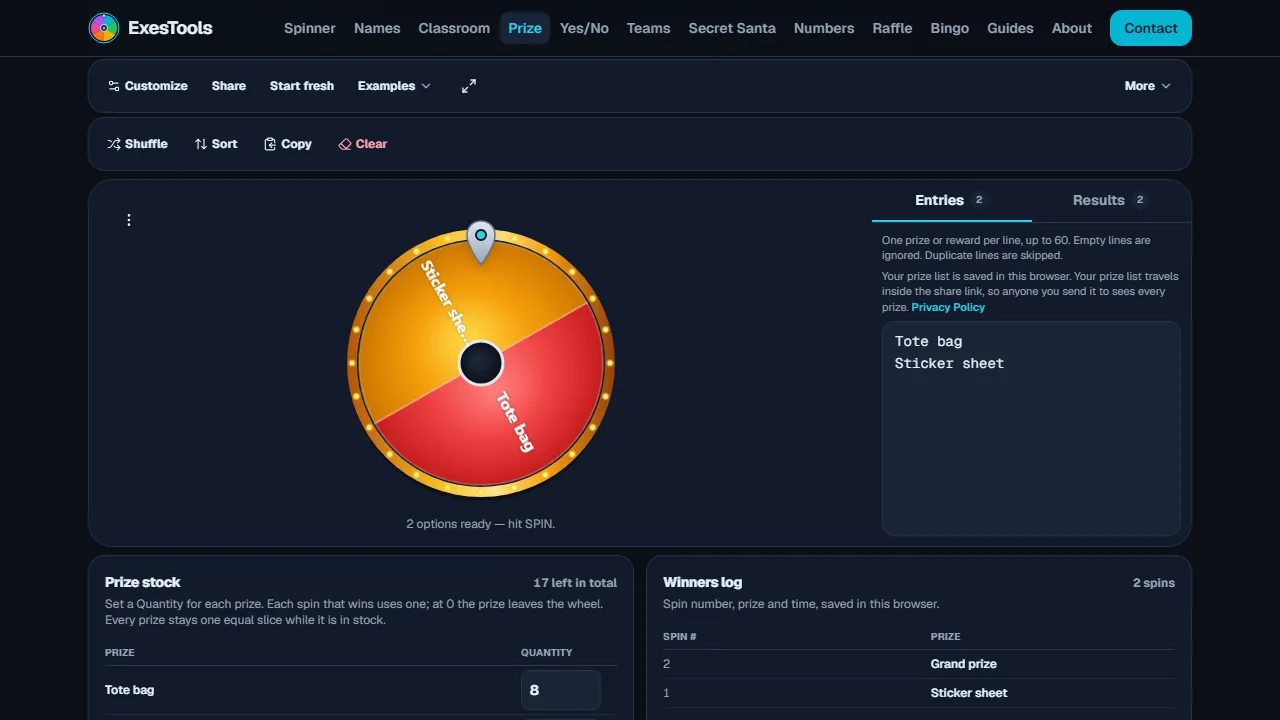 ExesTools
Spinner
Names
Classroom
Prize
Yes/No
Teams
Secret Santa
Numbers
Raffle
Bingo
Guides
About
Contact
Customize
Share
Start fresh
Examples
More
Shuffle
Sort
Copy
Clear
Sticker she...
Tote bag
2 options ready — hit SPIN.
Entries 2
Results 2
One prize or reward per line, up to 60. Empty lines are
ignored. Duplicate lines are skipped.
Your prize list is saved in this browser. Your prize list travels
inside the share link, so anyone you send it to sees every
prize. Privacy Policy
Tote bag
Sticker sheet
Prize stock
17 left in total
Set a Quantity for each prize. Each spin that wins uses one; at 0 the prize leaves the wheel.
Every prize stays one equal slice while it is in stock.
PRIZE
QUANTITY
Tote bag
8
Winners log
2 spins
Spin number, prize and time, saved in this browser.
SPIN #
PRIZE
2
Grand prize
1
Sticker sheet